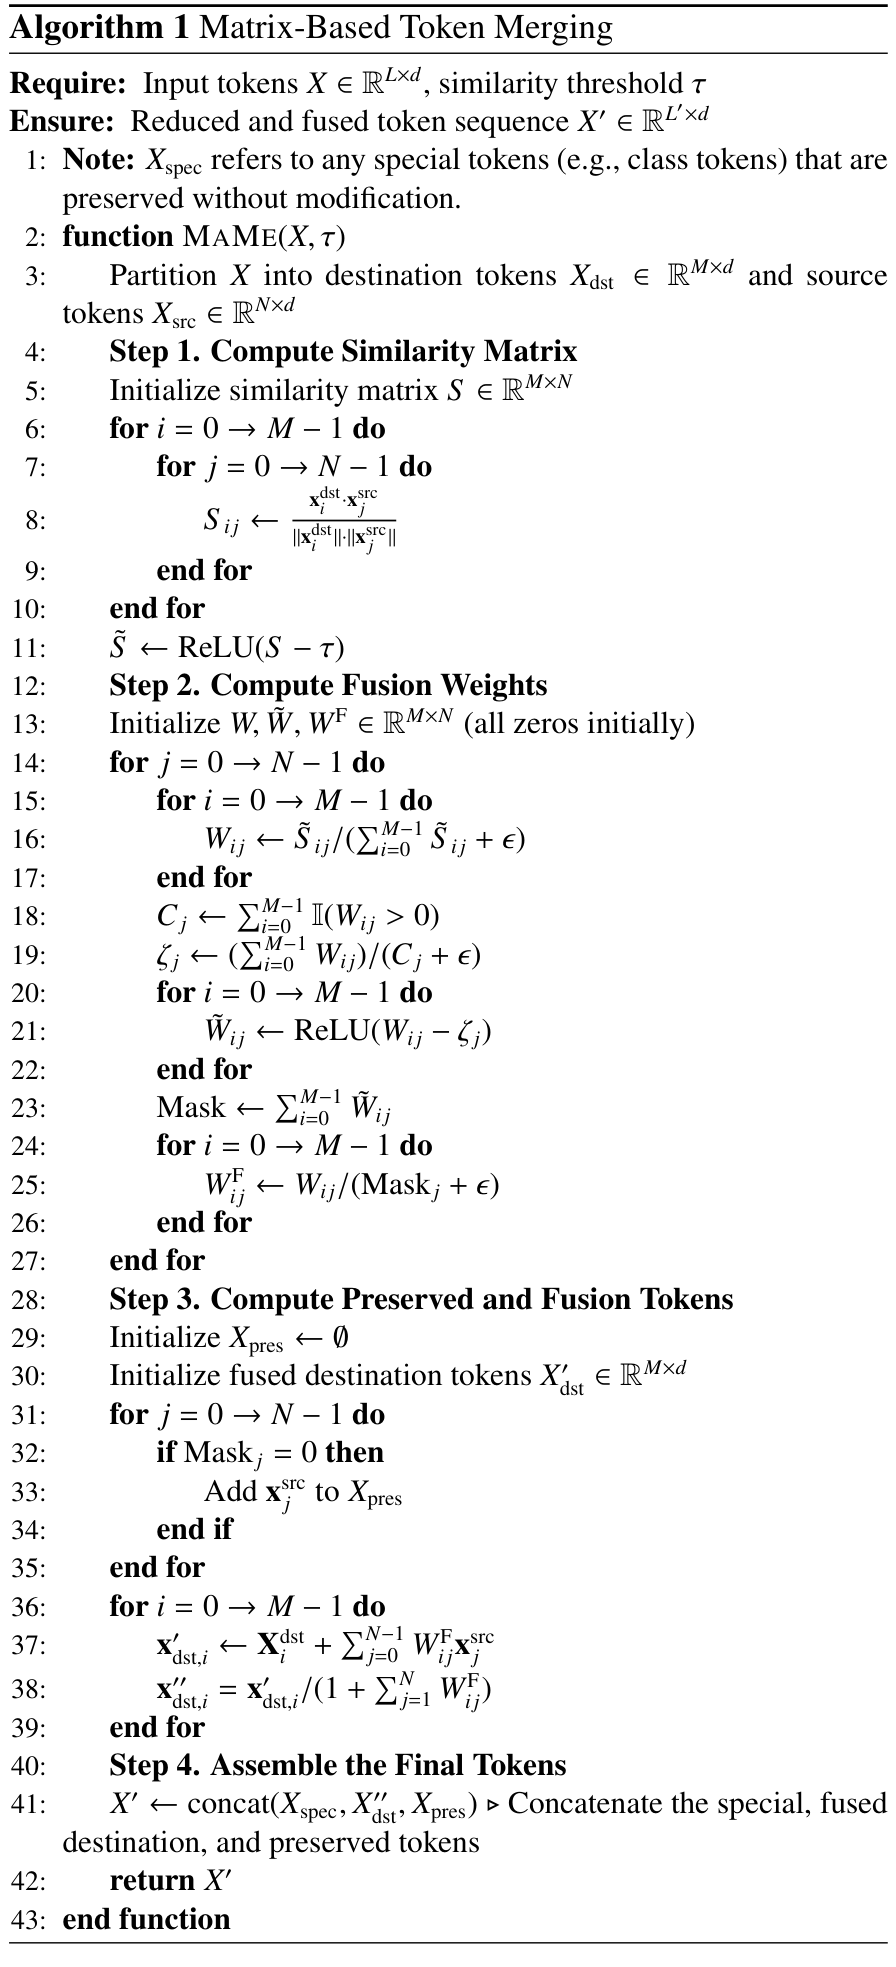 Algorithm 1 Matrix-Based Token Merging
Require: Input tokens X ∈ ℝ^{L×d}, similarity threshold τ
Ensure: Reduced and fused token sequence X′ ∈ ℝ^{L′×d}
1: Note: X_spec refers to any special tokens (e.g., class tokens) that are
preserved without modification.
2: function MAME(X, τ)
3: Partition X into destination tokens X_dst ∈ ℝ^{M×d} and source
tokens X_src ∈ ℝ^{N×d}
4: Step 1. Compute Similarity Matrix
5: Initialize similarity matrix S ∈ ℝ^{M×N}
6: for i = 0 → M − 1 do
7: for j = 0 → N − 1 do
8: S_{ij} ← (x_i^{dst}·x_j^{src}) / (‖x_i^{dst}‖·‖x_j^{src}‖)
9: end for
10: end for
11: S̃ ← ReLU(S − τ)
12: Step 2. Compute Fusion Weights
13: Initialize W, W̃, W^F ∈ ℝ^{M×N} (all zeros initially)
14: for j = 0 → N − 1 do
15: for i = 0 → M − 1 do
16: W_{ij} ← S̃_{ij}/(∑_{i=0}^{M−1} S̃_{ij} + ϵ)
17: end for
18: C_j ← ∑_{i=0}^{M−1} 𝕀(W_{ij} > 0)
19: ζ_j ← (∑_{i=0}^{M−1} W_{ij})/(C_j + ϵ)
20: for i = 0 → M − 1 do
21: W̃_{ij} ← ReLU(W_{ij} − ζ_j)
22: end for
23: Mask ← ∑_{i=0}^{M−1} W̃_{ij}
24: for i = 0 → M − 1 do
25: W_{ij}^F ← W_{ij}/(Mask_j + ϵ)
26: end for
27: end for
28: Step 3. Compute Preserved and Fusion Tokens
29: Initialize X_pres ← ∅
30: Initialize fused destination tokens X′_dst ∈ ℝ^{M×d}
31: for j = 0 → N − 1 do
32: if Mask_j = 0 then
33: Add x_j^{src} to X_pres
34: end if
35: end for
36: for i = 0 → M − 1 do
37: x′_{dst,i} ← X_i^{dst} + ∑_{j=0}^{N−1} W_{ij}^F x_j^{src}
38: x″_{dst,i} = x′_{dst,i}/(1 + ∑_{j=1}^{N} W_{ij}^F)
39: end for
40: Step 4. Assemble the Final Tokens
41: X′ ← concat(X_spec, X″_dst, X_pres) ▷ Concatenate the special, fused
destination, and preserved tokens
42: return X′
43: end function